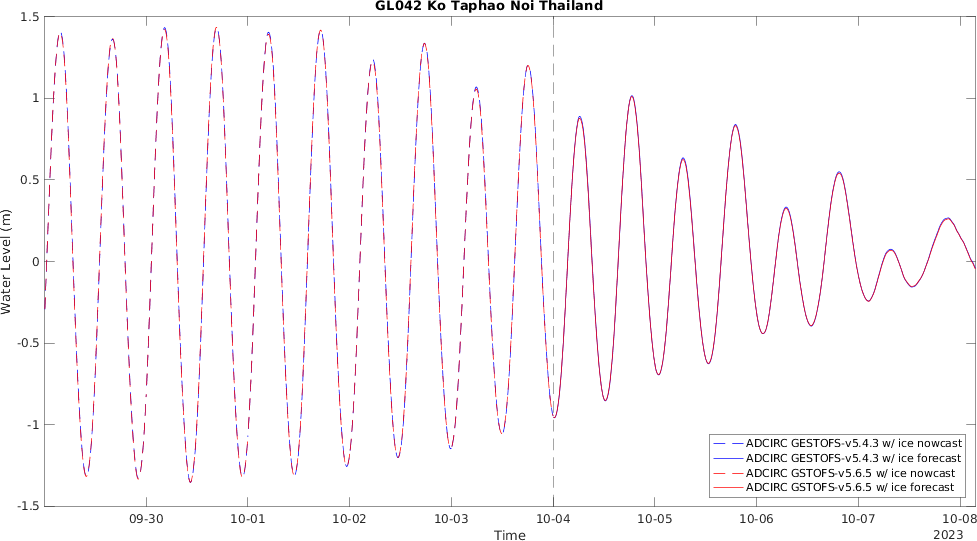 GL042 Ko Taphao Noi Thailand
1.5
1
0.5
0
-0.5
-1
-1.5
Water Level (m)
09-30
10-01
10-02
10-03
10-04
10-05
10-06
10-07
10-08
2023
Time
ADCIRC GESTOFS-v5.4.3 w/ ice nowcast
ADCIRC GESTOFS-v5.4.3 w/ ice forecast
ADCIRC GSTOFS-v5.6.5 w/ ice nowcast
ADCIRC GSTOFS-v5.6.5 w/ ice forecast